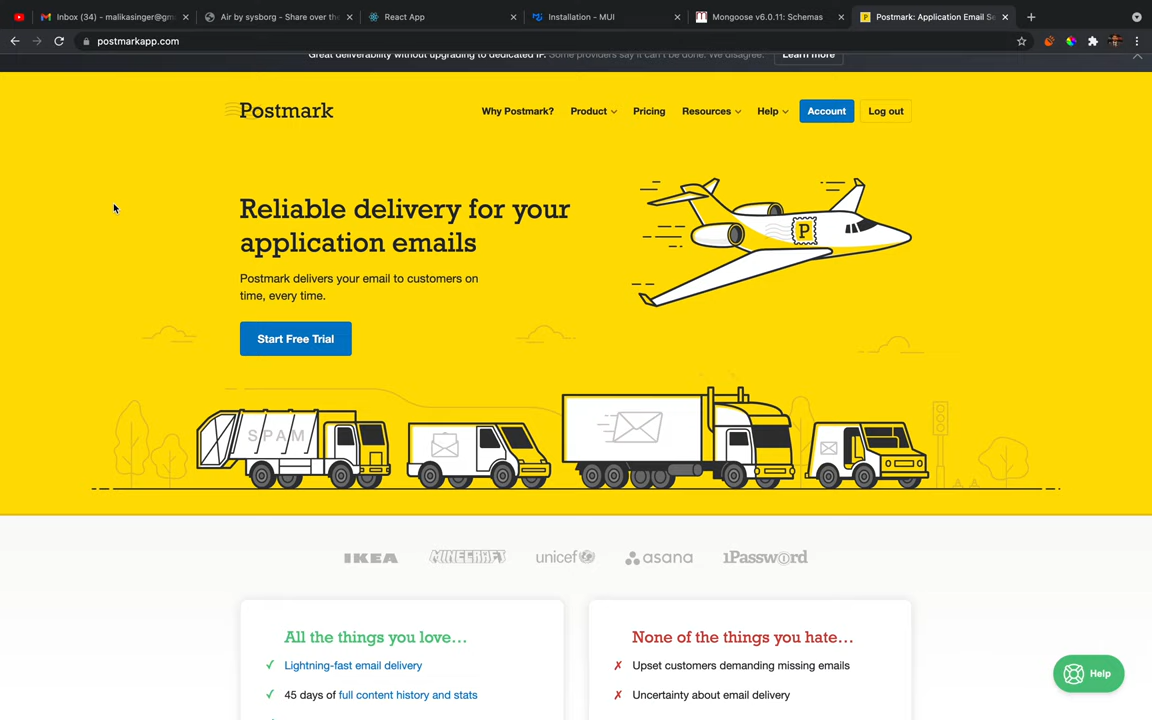 Inbox (34) - malikasinger@gm
Air by sysborg - Share over the
React App
Installation - MUI
Mongoose v6.0.11: Schemas
Postmark: Application Email Se
postmarkapp.com
Great deliverability without upgrading to dedicated IP. Some providers say it can't be done. We disagree. Learn more
Postmark
Why Postmark? Product Pricing Resources Help Account Log out
Reliable delivery for your
application emails
Postmark delivers your email to customers on
time, every time.
Start Free Trial
P
SPAM
IKEA MINECRAFT unicef asana 1Password
All the things you love...
✓ Lightning-fast email delivery
✓ 45 days of full content history and stats
None of the things you hate...
✗ Upset customers demanding missing emails
✗ Uncertainty about email delivery
Help